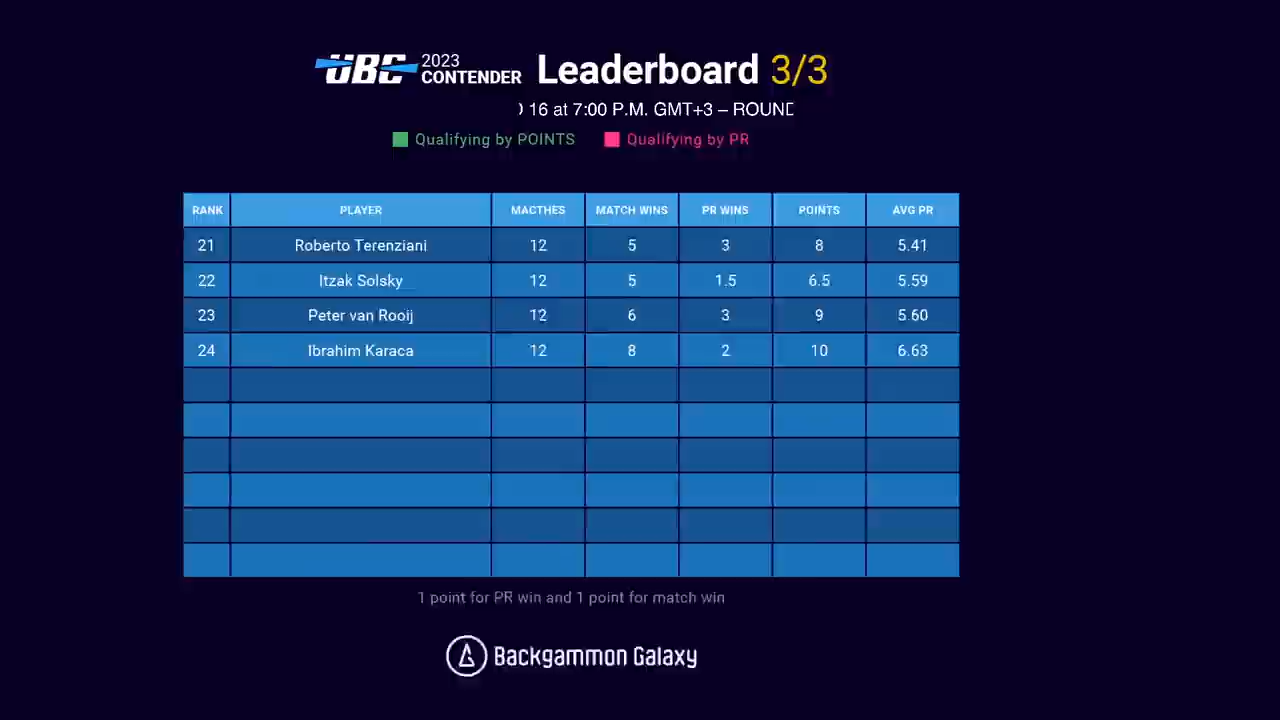 UBC 2023 CONTENDER Leaderboard 3/3
16 at 7:00 P.M. GMT+3 – ROUND
Qualifying by POINTS Qualifying by PR
RANK PLAYER MACTHES MATCH WINS PR WINS POINTS AVG PR
21 Roberto Terenziani 12 5 3 8 5.41
22 Itzak Solsky 12 5 1.5 6.5 5.59
23 Peter van Rooij 12 6 3 9 5.60
24 Ibrahim Karaca 12 8 2 10 6.63
1 point for PR win and 1 point for match win
Backgammon Galaxy